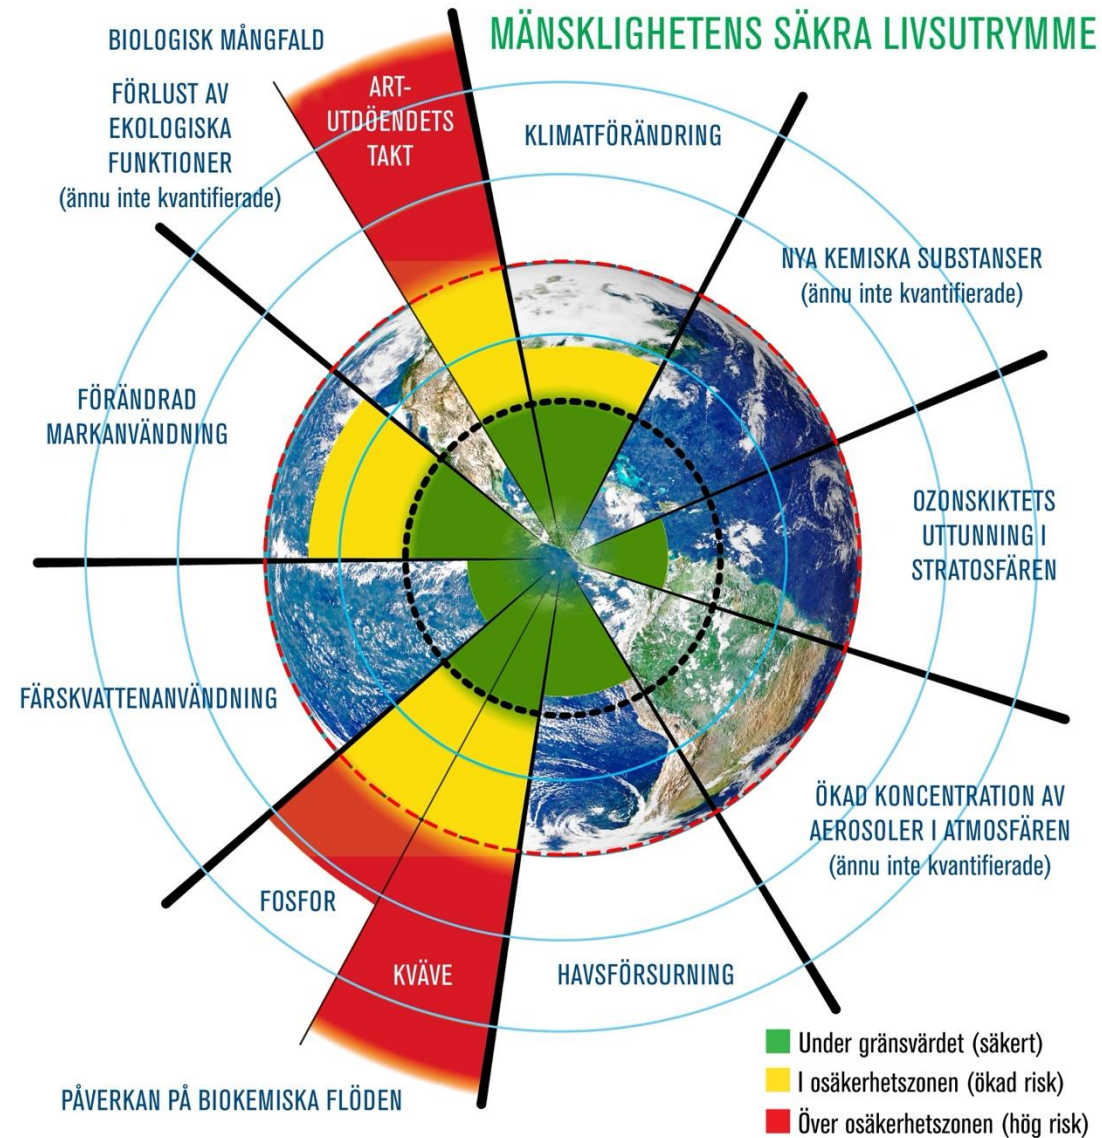 MÄNSKLIGHETENS SÄKRA LIVSUTRYMME
BIOLOGISK MÅNGFALD
FÖRLUST AV
EKOLOGISKA
FUNKTIONER
(ännu inte kvantifierade)
ART-
UTDÖENDETS
TAKT
KLIMATFÖRÄNDRING
NYA KEMISKA SUBSTANSER
(ännu inte kvantifierade)
OZONSKIKTETS
UTTUNNING I
STRATOSFÄREN
ÖKAD KONCENTRATION AV
AEROSOLER I ATMOSFÄREN
(ännu inte kvantifierade)
HAVSFÖRSURNING
KVÄVE
FOSFOR
PÅVERKAN PÅ BIOKEMISKA FLÖDEN
FÄRSKVATTENANVÄNDNING
FÖRÄNDRAD
MARKANVÄNDNING
Under gränsvärdet (säkert)
I osäkerhetszonen (ökad risk)
Över osäkerhetszonen (hög risk)